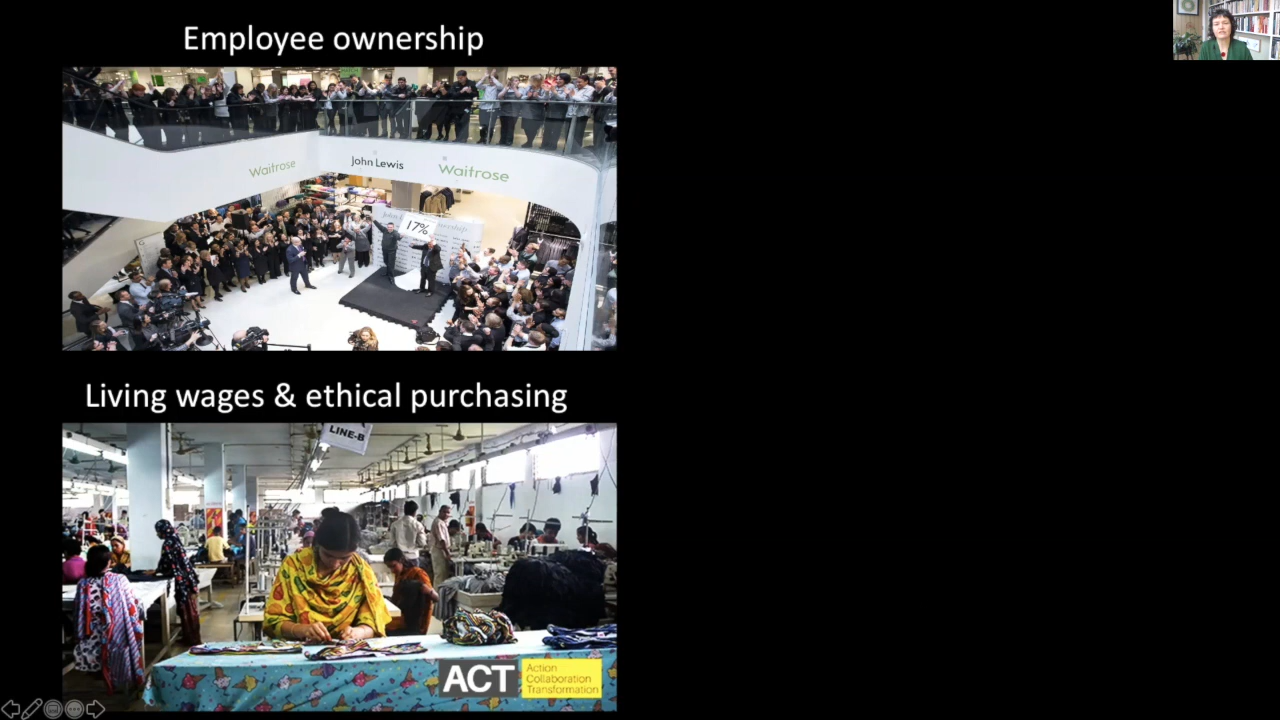 Employee ownership
Waitrose
John Lewis
Waitrose
17%
Living wages & ethical purchasing
LINE-B
ACT
Action
Collaboration
Transformation